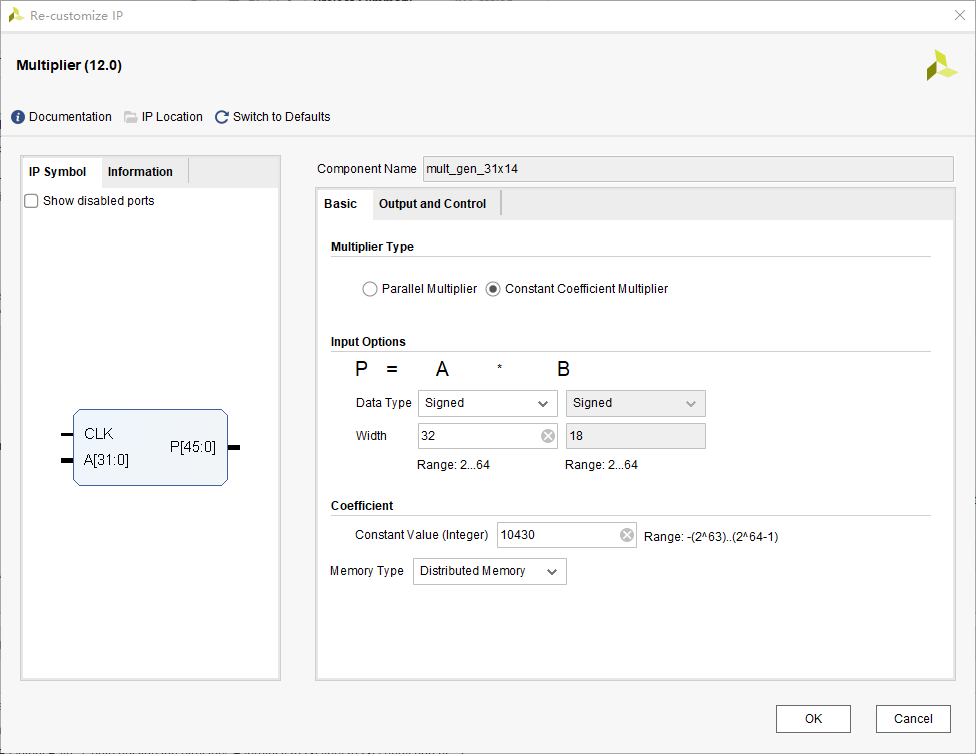 Re-customize IP
Multiplier (12.0)
Documentation IP Location Switch to Defaults
IP Symbol Information
Show disabled ports
CLK
A[31:0]
P[45:0]
Component Name mult_gen_31x14
Basic Output and Control
Multiplier Type
Parallel Multiplier Constant Coefficient Multiplier
Input Options
P = A * B
Data Type Signed Signed
Width 32 18
Range: 2...64 Range: 2...64
Coefficient
Constant Value (Integer) 10430 Range: -(2^63)..(2^64-1)
Memory Type Distributed Memory
OK Cancel